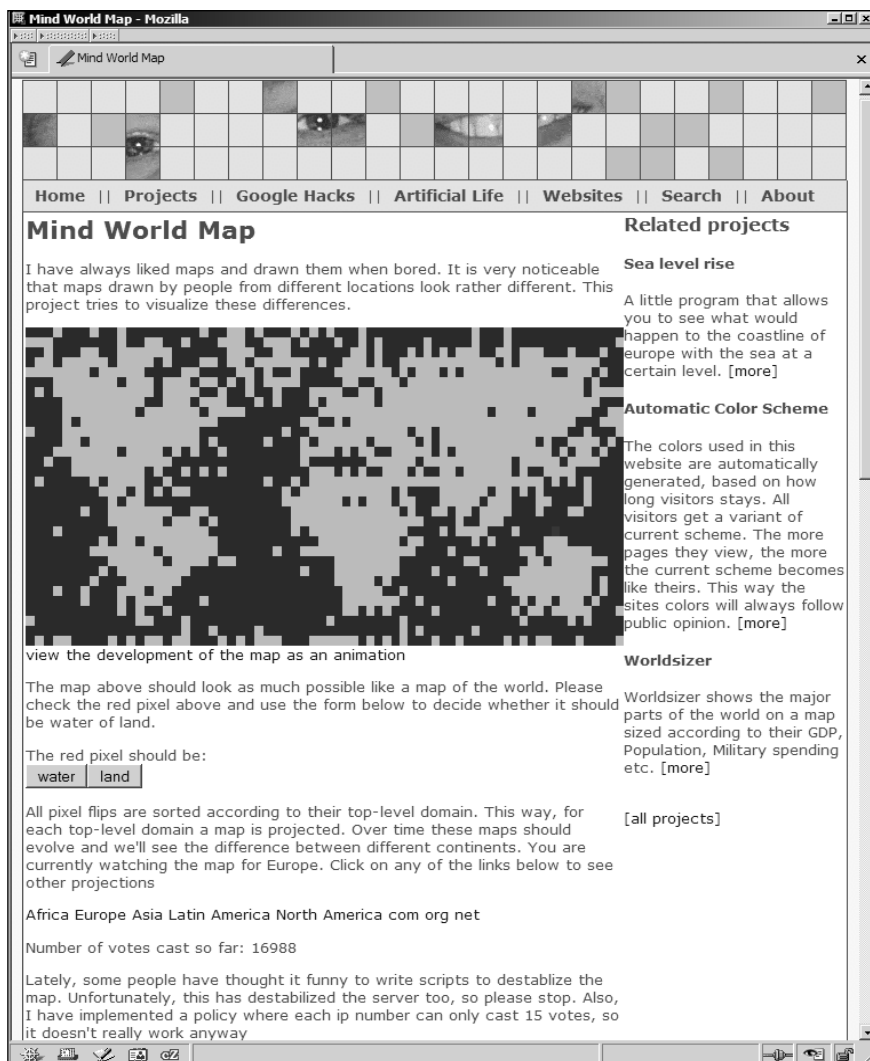 Mind World Map - Mozilla
Mind World Map
Home || Projects || Google Hacks || Artificial Life || Websites || Search || About
Mind World Map
I have always liked maps and drawn them when bored. It is very noticeable
that maps drawn by people from different locations look rather different. This
project tries to visualize these differences.
view the development of the map as an animation
The map above should look as much possible like a map of the world. Please
check the red pixel above and use the form below to decide whether it should
be water of land.
The red pixel should be:
water land
All pixel flips are sorted according to their top-level domain. This way, for
each top-level domain a map is projected. Over time these maps should
evolve and we'll see the difference between different continents. You are
currently watching the map for Europe. Click on any of the links below to see
other projections
Africa Europe Asia Latin America North America com org net
Number of votes cast so far: 16988
Lately, some people have thought it funny to write scripts to destablize the
map. Unfortunately, this has destabilized the server too, so please stop. Also,
I have implemented a policy where each ip number can only cast 15 votes, so
it doesn't really work anyway
Related projects
Sea level rise
A little program that allows
you to see what would
happen to the coastline of
europe with the sea at a
certain level. [more]
Automatic Color Scheme
The colors used in this
website are automatically
generated, based on how
long visitors stays. All
visitors get a variant of
current scheme. The more
pages they view, the more
the current scheme becomes
like theirs. This way the
sites colors will always follow
public opinion. [more]
Worldsizer
Worldsizer shows the major
parts of the world on a map
sized according to their GDP,
Population, Military spending
etc. [more]
[all projects]
cZ